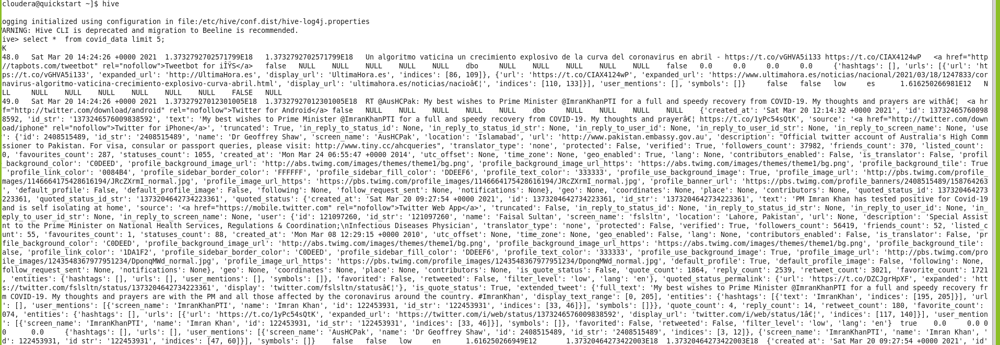 cloudera@quickstart ~]$ hive
ogging initialized using configuration in file:/etc/hive/conf.dist/hive-log4j.properties
ARNING: Hive CLI is deprecated and migration to Beeline is recommended.
ive> select *  from covid_data limit 5;
K
48.0   Sat Mar 20 14:24:26 +0000 2021  1.3732792702571799E18   1.3732792702571799E18   Un algoritmo vaticina un crecimiento explosivo de la curva del coronavirus en abril - https://t.co/vGHVA5i133 https://t.co/CIAX4124wP   <a href="http
//tapbots.com/tweetbot" rel="nofollow">Tweetbot for iÎŸS</a>   false   NULL    NULL    NULL    NULL    NULL    dbo     NULL    NULL    NULL    NULL    NULL    false   0.0     0.0     0.0     0.0     {'hashtags': [], 'urls': [{'url': 'ht
ps://t.co/vGHVA5i133', 'expanded_url': 'http://UltimaHora.es', 'display_url': 'UltimaHora.es', 'indices': [86, 109]}, {'url': 'https://t.co/CIAX4124wP', 'expanded_url': 'https://www.ultimahora.es/noticias/nacional/2021/03/18/1247833/cor
navirus-algoritmo-vaticina-crecimiento-explosivo-curva-abril.html', 'display_url': 'ultimahora.es/noticias/nacioâ€¦', 'indices': [110, 133]}], 'user_mentions': [], 'symbols': []}     false   false   low     es      1.616250266981E12   N
LL     NULL    NULL    NULL    NULL    NULL    NULL    FALSE   NULL
49.0   Sat Mar 20 14:24:26 +0000 2021  1.37327927012301005E18  1.37327927012301005E18  RT @AusHCPak: My best wishes to Prime Minister @ImranKhanPTI for a full and speedy recovery from COVID-19. My thoughts and prayers are withâ€¦  <a hr
f="http://twitter.com/download/android" rel="nofollow">Twitter for Android</a> false   NULL    NULL    NULL    NULL    NULL    dbo     NULL    NULL    NULL    NULL    {'created_at': 'Sat Mar 20 12:14:32 +0000 2021', 'id': 13732465760098
8592, 'id_str': '1373246576009838592', 'text': 'My best wishes to Prime Minister @ImranKhanPTI for a full and speedy recovery from COVID-19. My thoughts and prayerâ€¦ https://t.co/1yPc54sQtK', 'source': '<a href="http://twitter.com/down
oad/iphone" rel="nofollow">Twitter for iPhone</a>', 'truncated': True, 'in_reply_to_status_id': None, 'in_reply_to_status_id_str': None, 'in_reply_to_user_id': None, 'in_reply_to_user_id_str': None, 'in_reply_to_screen_name': None, 'use
': {'id': 2408515489, 'id_str': '2408515489', 'name': 'Dr Geoffrey Shaw', 'screen_name': 'AusHCPak', 'location': 'Islamabad', 'url': 'http://www.pakistan.embassy.gov.au', 'description': "Official twitter account of Australia's High Comm
ssioner to Pakistan. For visa, consular or passport queries, please visit: http://www.tiny.cc/ahcqueries", 'translator_type': 'none', 'protected': False, 'verified': True, 'followers_count': 37982, 'friends_count': 370, 'listed_count':
0, 'favourites_count': 287, 'statuses_count': 1055, 'created_at': 'Mon Mar 24 06:55:47 +0000 2014', 'utc_offset': None, 'time_zone': None, 'geo_enabled': True, 'lang': None, 'contributors_enabled': False, 'is_translator': False, 'profil
_background_color': 'C0DEED', 'profile_background_image_url': 'http://abs.twimg.com/images/themes/theme1/bg.png', 'profile_background_image_url_https': 'https://abs.twimg.com/images/themes/theme1/bg.png', 'profile_background_tile': True
 'profile_link_color': '0084B4', 'profile_sidebar_border_color': 'FFFFFF', 'profile_sidebar_fill_color': 'DDEEF6', 'profile_text_color': '333333', 'profile_use_background_image': True, 'profile_image_url': 'http://pbs.twimg.com/profile_
mages/1146664175428616194/JRcZXrmI_normal.jpg', 'profile_image_url_https': 'https://pbs.twimg.com/profile_images/1146664175428616194/JRcZXrmI_normal.jpg', 'profile_banner_url': 'https://pbs.twimg.com/profile_banners/2408515489/158764263
', 'default_profile': False, 'default_profile_image': False, 'following': None, 'follow_request_sent': None, 'notifications': None}, 'geo': None, 'coordinates': None, 'place': None, 'contributors': None, 'quoted_status_id': 137320464273
223361, 'quoted_status_id_str': '1373204642734223361', 'quoted_status': {'created_at': 'Sat Mar 20 09:27:54 +0000 2021', 'id': 1373204642734223361, 'id_str': '1373204642734223361', 'text': 'PM Imran Khan has tested positive for Covid-19
and is self isolating at home', 'source': '<a href="https://mobile.twitter.com" rel="nofollow">Twitter Web App</a>', 'truncated': False, 'in_reply_to_status_id': None, 'in_reply_to_status_id_str': None, 'in_reply_to_user_id': None, 'in_
eply_to_user_id_str': None, 'in_reply_to_screen_name': None, 'user': {'id': 121097260, 'id_str': '121097260', 'name': 'Faisal Sultan', 'screen_name': 'fslsltn', 'location': 'Lahore, Pakistan', 'url': None, 'description': 'Special Assist
nt to the Prime Minister on National Health Services, Regulations & Coordination;\nInfectious Diseases Physician', 'translator_type': 'none', 'protected': False, 'verified': True, 'followers_count': 56419, 'friends_count': 52, 'listed_c
unt': 55, 'favourites_count': 1, 'statuses_count': 88, 'created_at': 'Mon Mar 08 12:29:15 +0000 2010', 'utc_offset': None, 'time_zone': None, 'geo_enabled': False, 'lang': None, 'contributors_enabled': False, 'is_translator': False, 'pr
file_background_color': 'C0DEED', 'profile_background_image_url': 'http://abs.twimg.com/images/themes/theme1/bg.png', 'profile_background_image_url_https': 'https://abs.twimg.com/images/themes/theme1/bg.png', 'profile_background_tile':
alse, 'profile_link_color': '1DA1F2', 'profile_sidebar_border_color': 'C0DEED', 'profile_sidebar_fill_color': 'DDEEF6', 'profile_text_color': '333333', 'profile_use_background_image': True, 'profile_image_url': 'http://pbs.twimg.com/pro
ile_images/1243548367977951234/DponqMWd_normal.jpg', 'profile_image_url_https': 'https://pbs.twimg.com/profile_images/1243548367977951234/DponqMWd_normal.jpg', 'default_profile': True, 'default_profile_image': False, 'following': None,
follow_request_sent': None, 'notifications': None}, 'geo': None, 'coordinates': None, 'place': None, 'contributors': None, 'is_quote_status': False, 'quote_count': 1864, 'reply_count': 2539, 'retweet_count': 3021, 'favorite_count': 1721
, 'entities': {'hashtags': [], 'urls': [], 'user_mentions': [], 'symbols': []}, 'favorited': False, 'retweeted': False, 'filter_level': 'low', 'lang': 'en'}, 'quoted_status_permalink': {'url': 'https://t.co/DZCJgrHpXF', 'expanded': 'htt
s://twitter.com/fslsltn/status/1373204642734223361', 'display': 'twitter.com/fslsltn/statusâ€¦'}, 'is_quote_status': True, 'extended_tweet': {'full_text': 'My best wishes to Prime Minister @ImranKhanPTI for a full and speedy recovery fr
m COVID-19. My thoughts and prayers are with the PM and all those affected by the coronavirus around the country. #ImranKhan', 'display_text_range': [0, 205], 'entities': {'hashtags': [{'text': 'ImranKhan', 'indices': [195, 205]}], 'url
': [], 'user_mentions': [{'screen_name': 'ImranKhanPTI', 'name': 'Imran Khan', 'id': 122453931, 'id_str': '122453931', 'indices': [33, 46]}], 'symbols': []}}, 'quote_count': 4, 'reply_count': 14, 'retweet_count': 180, 'favorite_count':
074, 'entities': {'hashtags': [], 'urls': [{'url': 'https://t.co/1yPc54sQtK', 'expanded_url': 'https://twitter.com/i/web/status/1373246576009838592', 'display_url': 'twitter.com/i/web/status/1â€¦', 'indices': [117, 140]}], 'user_mention
': [{'screen_name': 'ImranKhanPTI', 'name': 'Imran Khan', 'id': 122453931, 'id_str': '122453931', 'indices': [33, 46]}], 'symbols': []}, 'favorited': False, 'retweeted': False, 'filter_level': 'low', 'lang': 'en'}  true    0.0     0.0 0
0      0.0     {'hashtags': [], 'urls': [], 'user_mentions': [{'screen_name': 'AusHCPak', 'name': 'Dr Geoffrey Shaw', 'id': 2408515489, 'id_str': '2408515489', 'indices': [3, 12]}, {'screen_name': 'ImranKhanPTI', 'name': 'Imran Khan', '
d': 122453931, 'id_str': '122453931', 'indices': [47, 60]}], 'symbols': []}    false   false   low     en      1.616250266949E12       1.37320464273422003E18  1.37320464273422003E18  {'created_at': 'Sat Mar 20 09:27:54 +0000 2021', 'id'